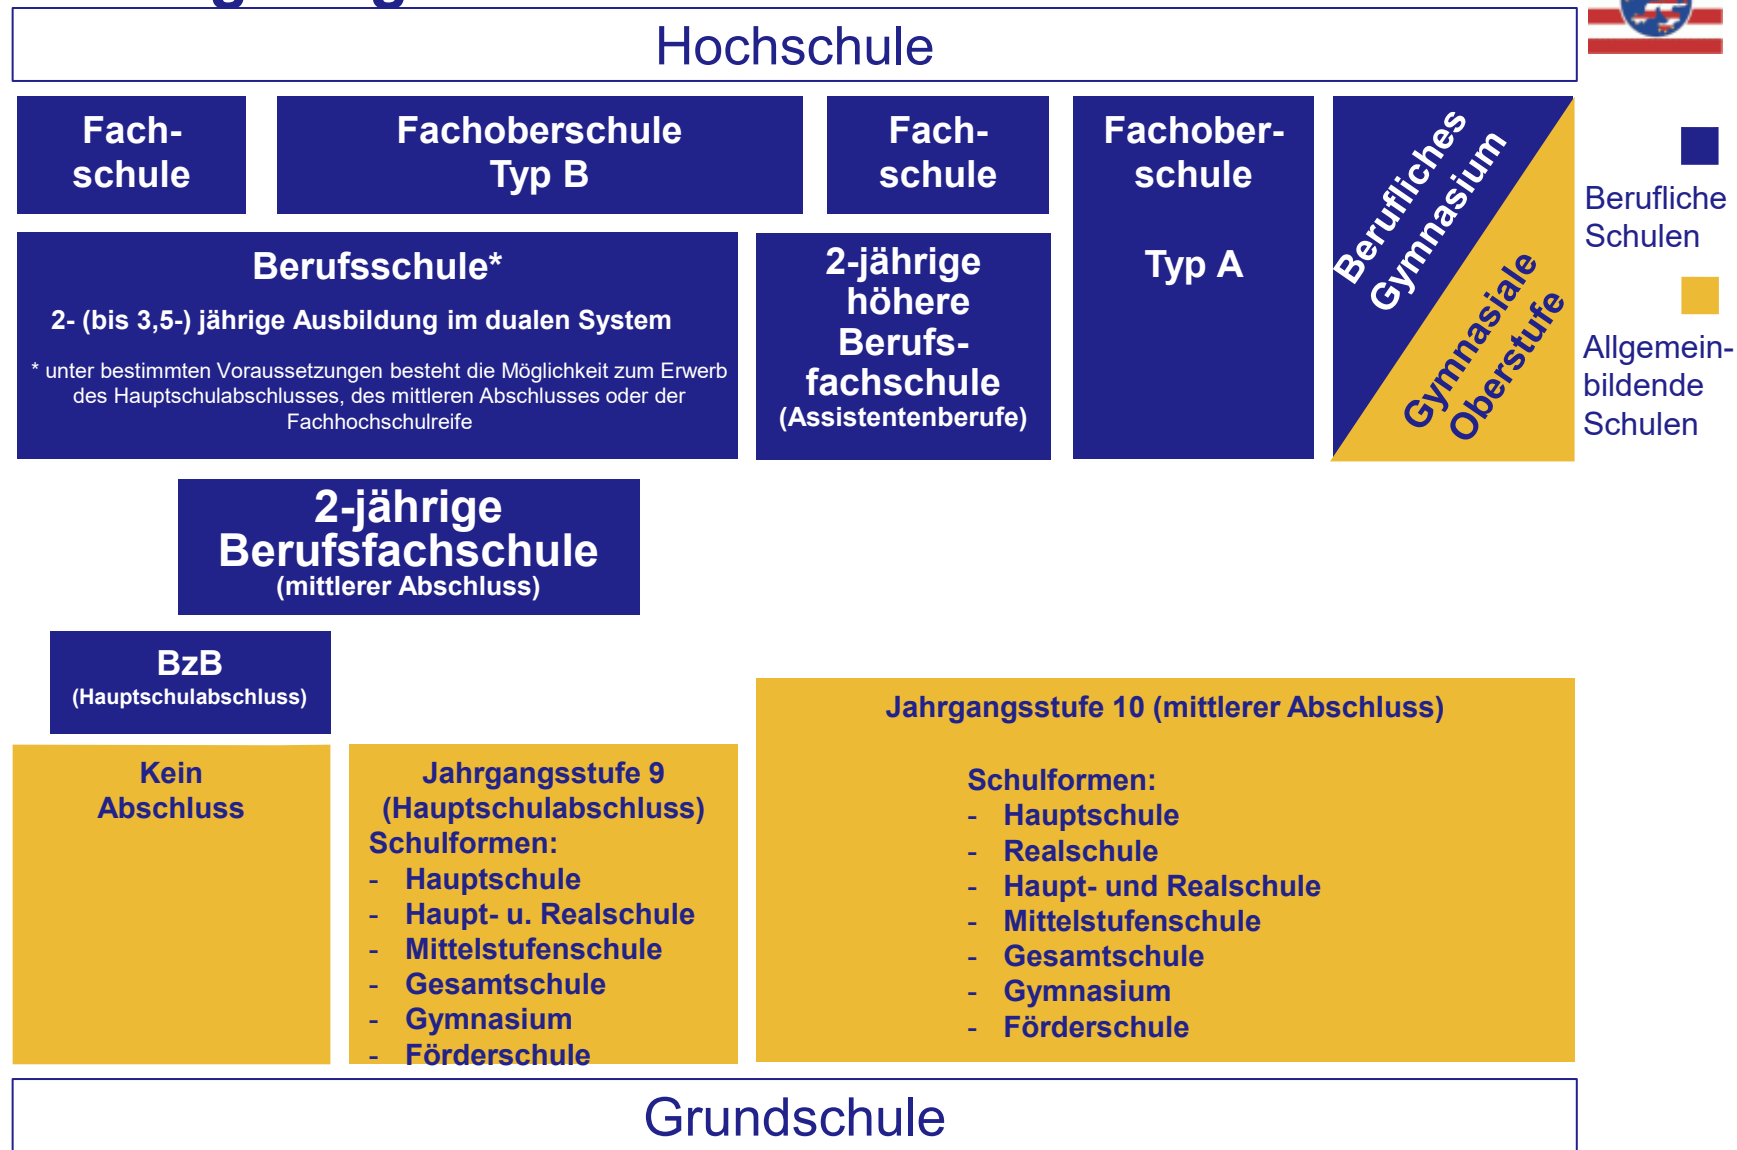 Hochschule
Fach-
schule
Fachoberschule
Typ B
Fach-
schule
Fachober-
schule
Typ A
Berufliches
Gymnasium
Gymnasiale
Oberstufe
Berufliche
Schulen
Allgemein-
bildende
Schulen
Berufsschule*
2- (bis 3,5-) jährige Ausbildung im dualen System
* unter bestimmten Voraussetzungen besteht die Möglichkeit zum Erwerb
des Hauptschulabschlusses, des mittleren Abschlusses oder der
Fachhochschulreife
2-jährige
höhere
Berufs-
fachschule
(Assistentenberufe)
2-jährige
Berufsfachschule
(mittlerer Abschluss)
BzB
(Hauptschulabschluss)
Kein
Abschluss
Jahrgangsstufe 9
(Hauptschulabschluss)
Schulformen:
- Hauptschule
- Haupt- u. Realschule
- Mittelstufenschule
- Gesamtschule
- Gymnasium
- Förderschule
Jahrgangsstufe 10 (mittlerer Abschluss)
Schulformen:
- Hauptschule
- Realschule
- Haupt- und Realschule
- Mittelstufenschule
- Gesamtschule
- Gymnasium
- Förderschule
Grundschule